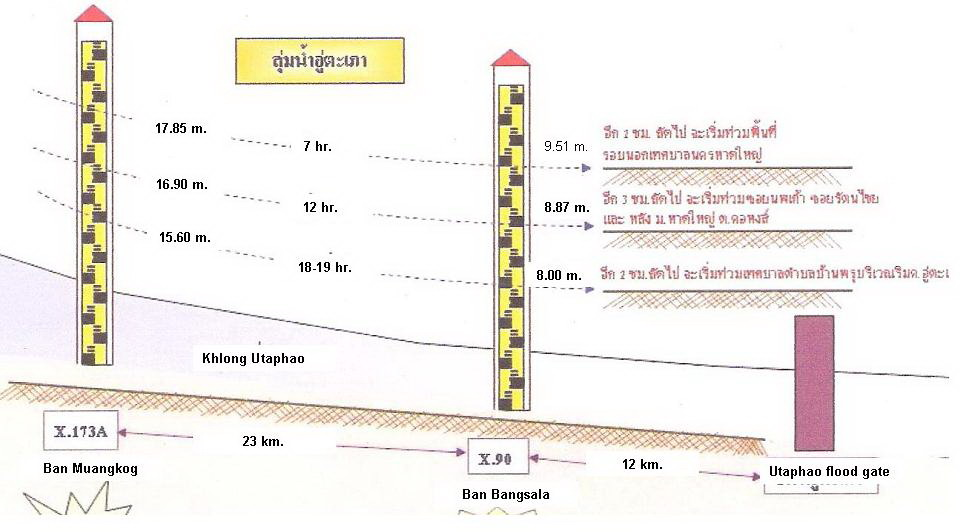 ลุ่มน้ำอู่ตะเภา
17.85 m.
7 hr.
9.51 m.
อีก 1 ชม. ถัดไป จะเริ่มท่วมพื้นที่
รอบนอกเทศบาลนครหาดใหญ่
16.90 m.
12 hr.
8.87 m.
อีก 3 ชม. ถัดไป จะเริ่มท่วมซอยนพเก้า ซอยรัตนไชย
และ หลัง ม.หาดใหญ่ ต.คอหงส์
15.60 m.
18-19 hr.
8.00 m.
อีก 2 ชม.ถัดไป จะเริ่มท่วมเทศบาลตำบลบ้านพรุบริเวณริมค.อู่ตะเ
Khlong Utaphao
X.173A
23 km.
X.90
12 km.
Utaphao flood gate
Ban Muangkog
Ban Bangsala